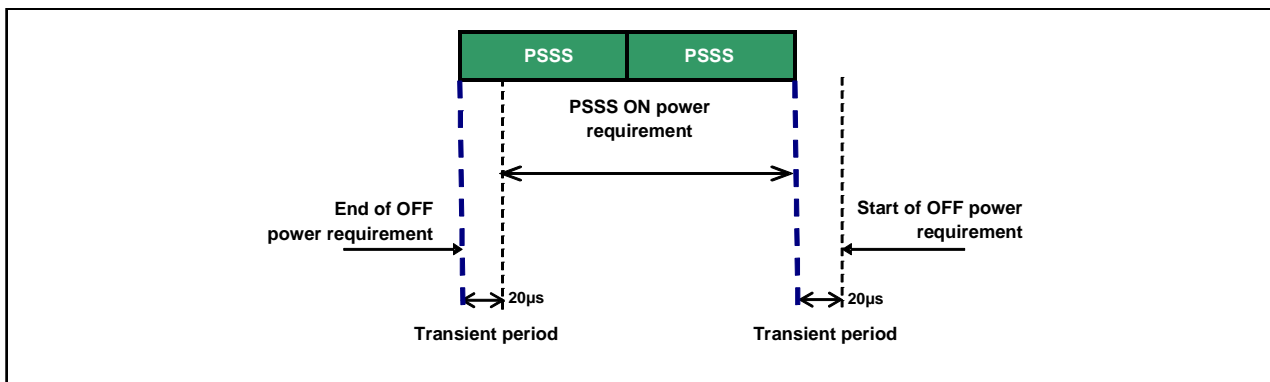 PSSS PSSS
PSSS ON power
requirement
End of OFF
power requirement
Start of OFF power
requirement
20µs 20µs
Transient period Transient period